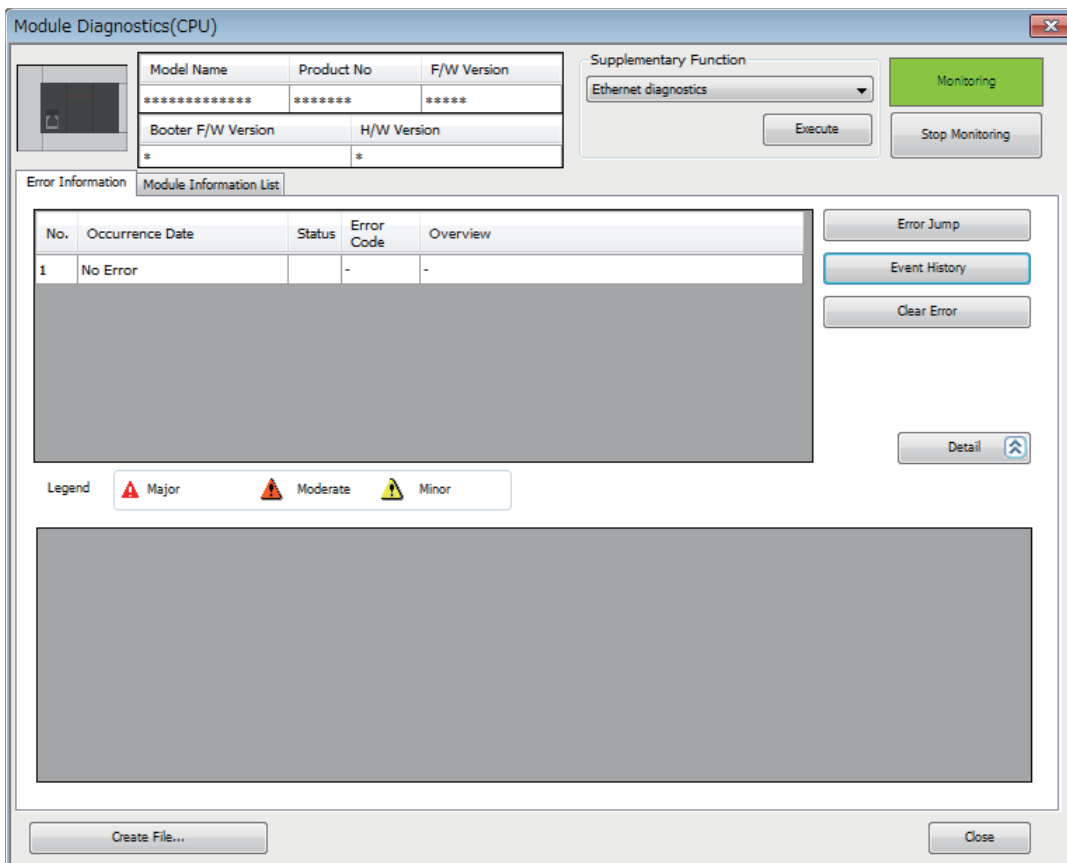 Module Diagnostics(CPU)
Model Name Product No F/W Version
************* ******* *****
Booter F/W Version H/W Version
* *
Supplementary Function
Ethernet diagnostics
Execute
Monitoring
Stop Monitoring
Error Information Module Information List
No. Occurrence Date Status Error Code Overview
1 No Error - -
Error Jump
Event History
Clear Error
Detail
Legend Major Moderate Minor
Create File... Close